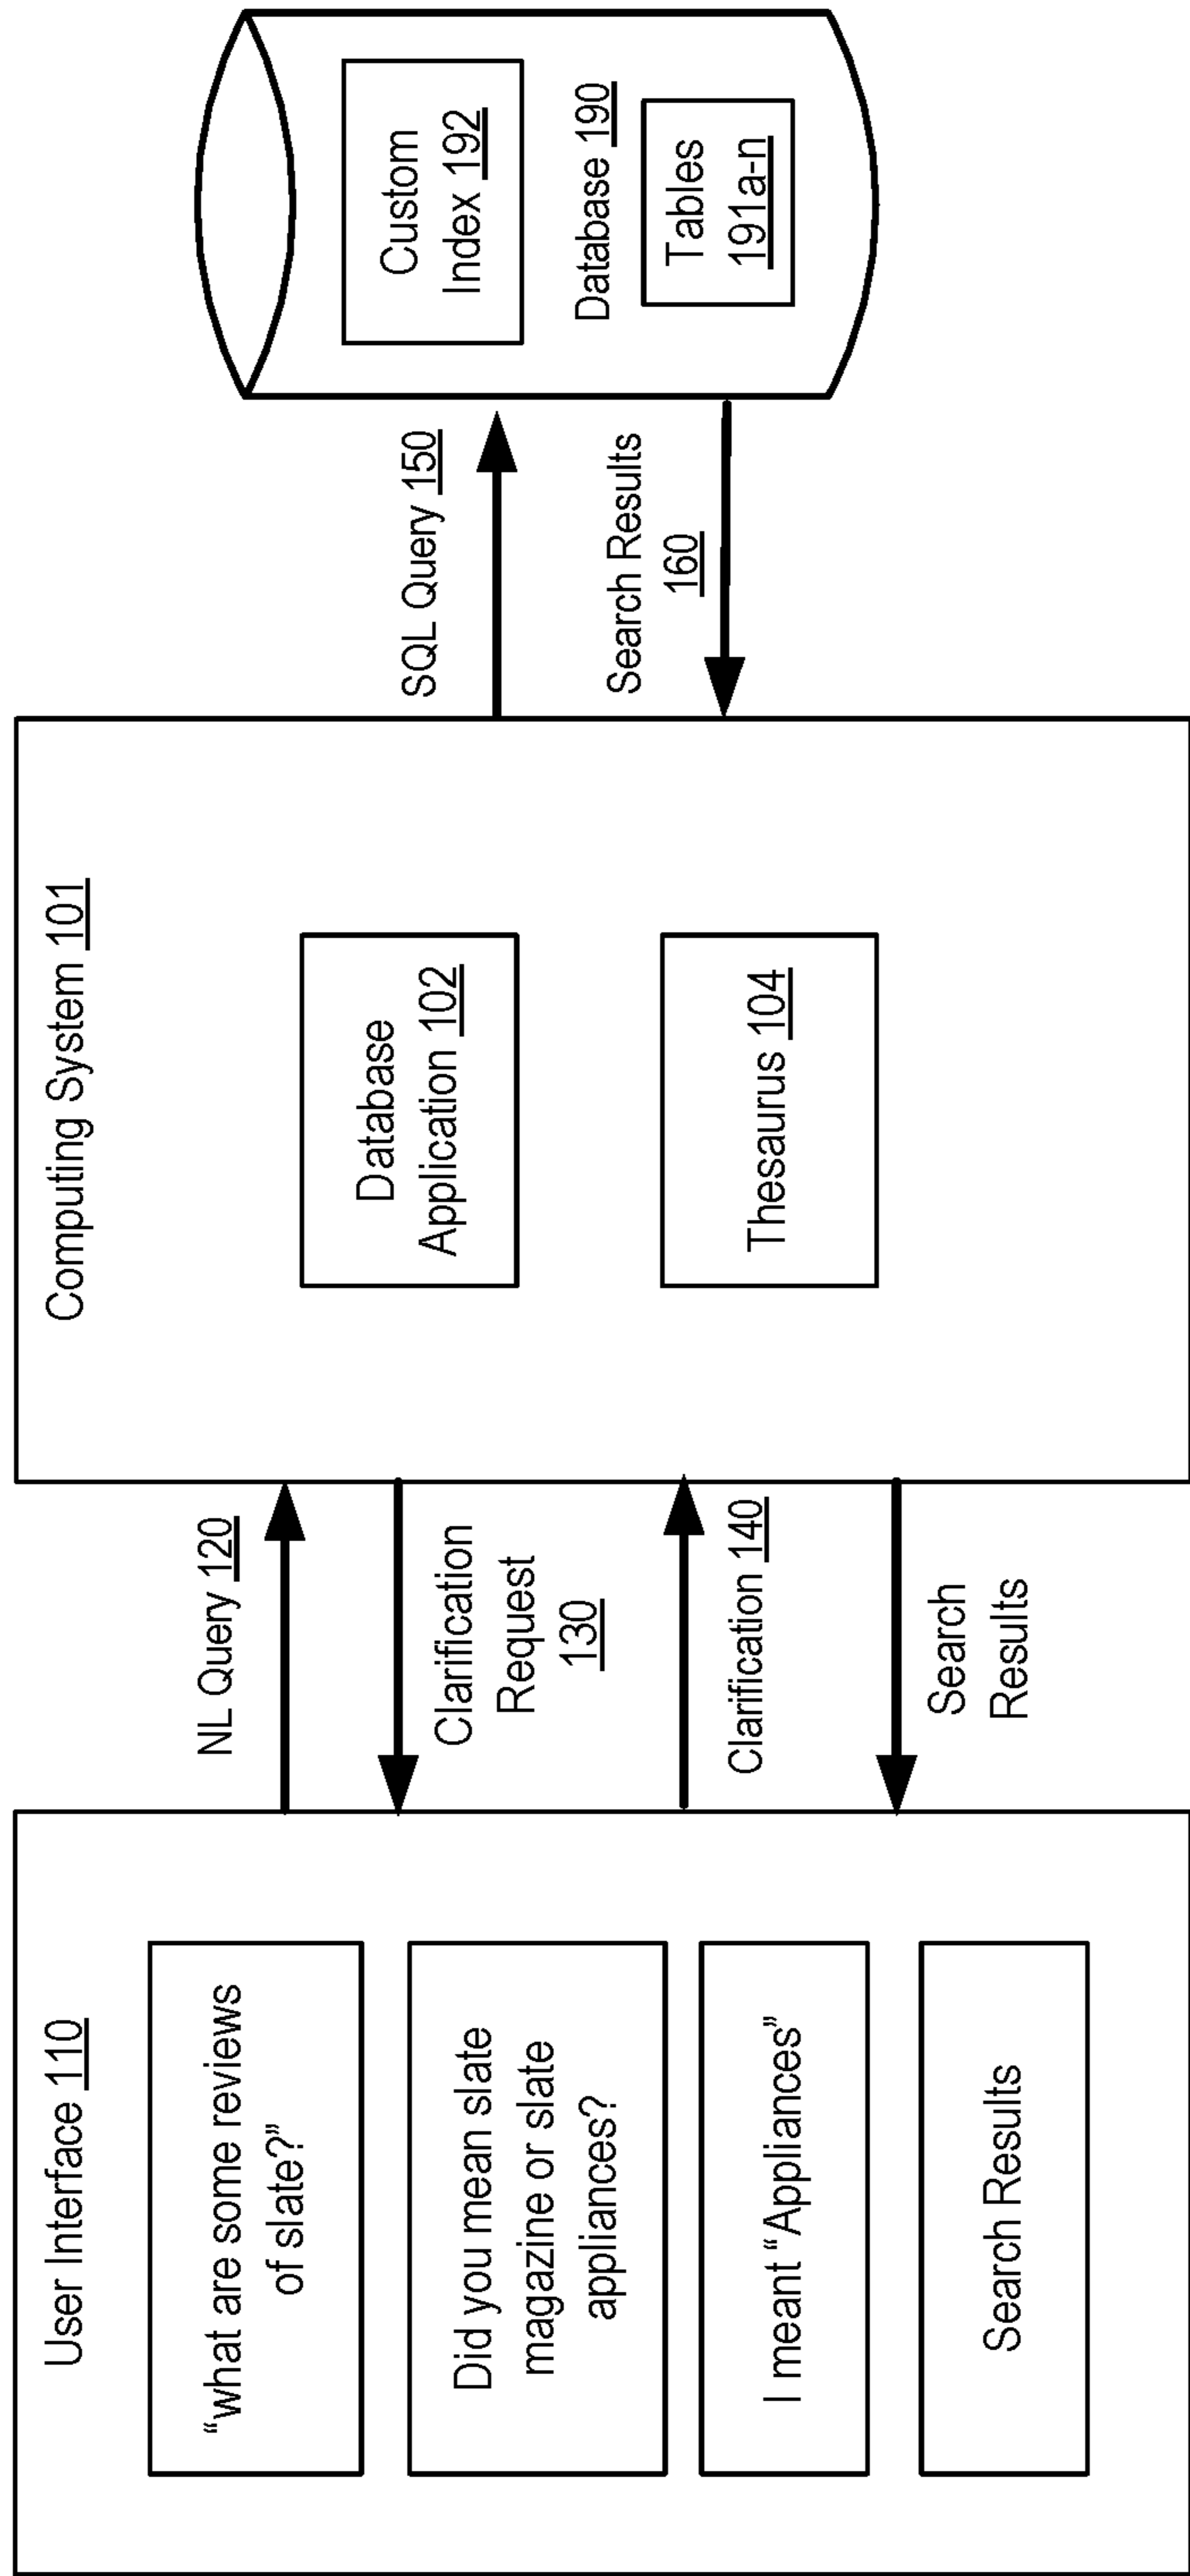 User Interface 110
“what are some reviews
of slate?”
Did you mean slate
magazine or slate
appliances?
I meant “Appliances”
Search Results
NL Query 120
Clarification
Request
130
Clarification 140
Search
Results
Computing System 101
Database
Application 102
Thesaurus 104
SQL Query 150
Search Results
160
Custom
Index 192
Database 190
Tables
191a-n